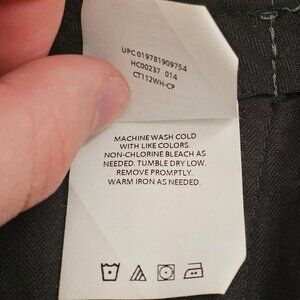 UPC 019781909754
HC00237 014
CT112WH-CP
MACHINE WASH COLD
WITH LIKE COLORS.
NON-CHLORINE BLEACH AS
NEEDED. TUMBLE DRY LOW.
REMOVE PROMPTLY.
WARM IRON AS NEEDED.